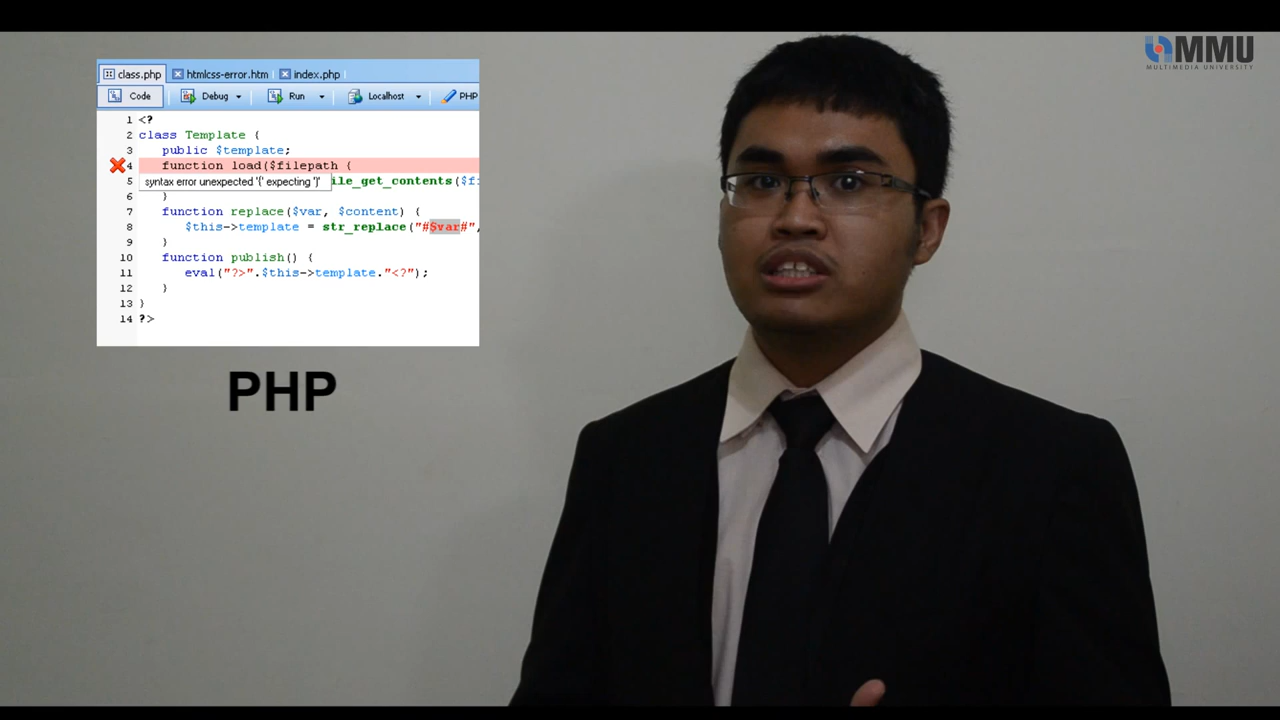 MMU
MULTIMEDIA UNIVERSITY
class.php htmlcss-error.htm index.php
Code Debug Run Localhost PHP
1 <?
2 class Template {
3 public $template;
4 function load($filepath {
5 syntax error unexpected '{' expecting ')' ile_get_contents($fi
6 }
7 function replace($var, $content) {
8 $this->template = str_replace("#$var#",
9 }
10 function publish() {
11 eval("?>".$this->template."<?");
12 }
13 }
14 ?>
PHP